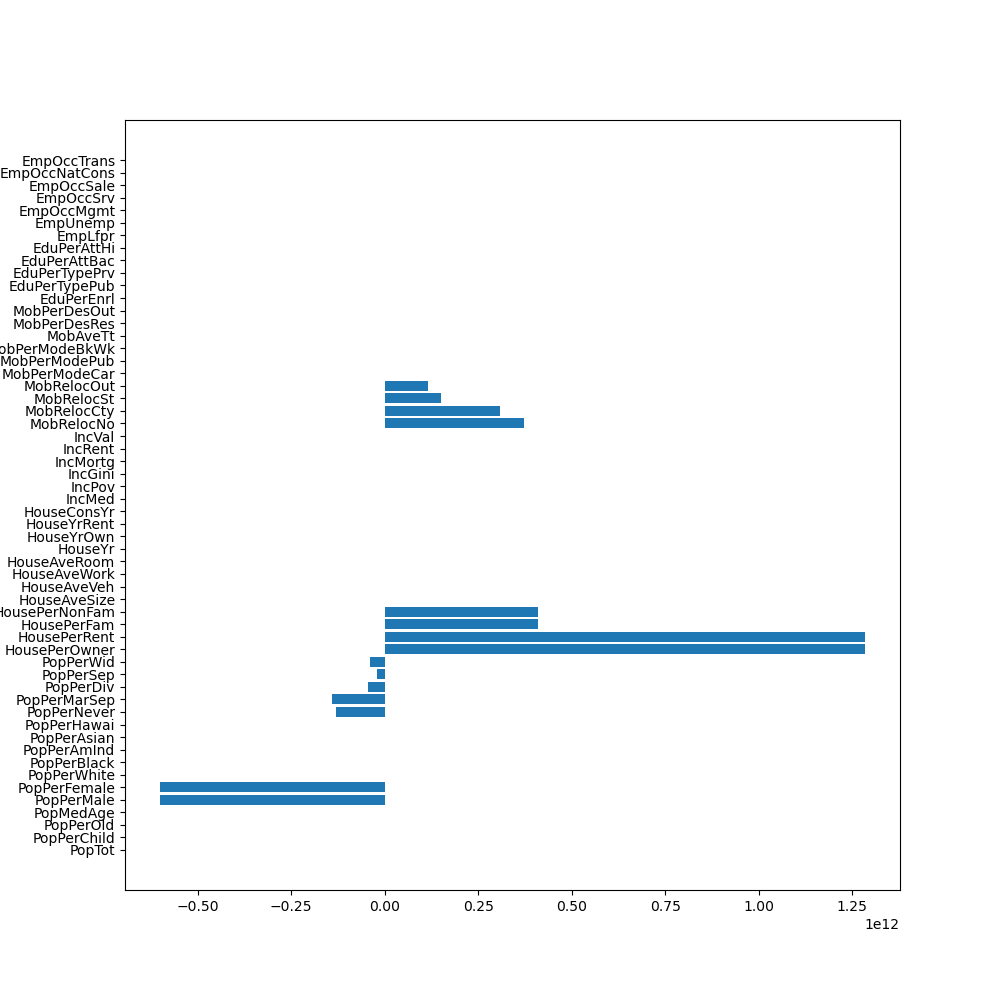 EmpOccTrans
EmpOccNatCons
EmpOccSale
EmpOccSrv
EmpOccMgmt
EmpUnemp
EmpLfpr
EduPerAttHi
EduPerAttBac
EduPerTypePrv
EduPerTypePub
EduPerEnrl
MobPerDesOut
MobPerDesRes
MobAveTt
obPerModeBkWk
MobPerModePub
MobPerModeCar
MobRelocOut
MobRelocSt
MobRelocCty
MobRelocNo
IncVal
IncRent
IncMortg
IncGini
IncPov
IncMed
HouseConsYr
HouseYrRent
HouseYrOwn
HouseYr
HouseAveRoom
HouseAveWork
HouseAveVeh
HouseAveSize
HousePerNonFam
HousePerFam
HousePerRent
HousePerOwner
PopPerWid
PopPerSep
PopPerDiv
PopPerMarSep
PopPerNever
PopPerHawai
PopPerAsian
PopPerAmInd
PopPerBlack
PopPerWhite
PopPerFemale
PopPerMale
PopMedAge
PopPerOld
PopPerChild
PopTot
−0.50 −0.25 0.00 0.25 0.50 0.75 1.00 1.25
1e12